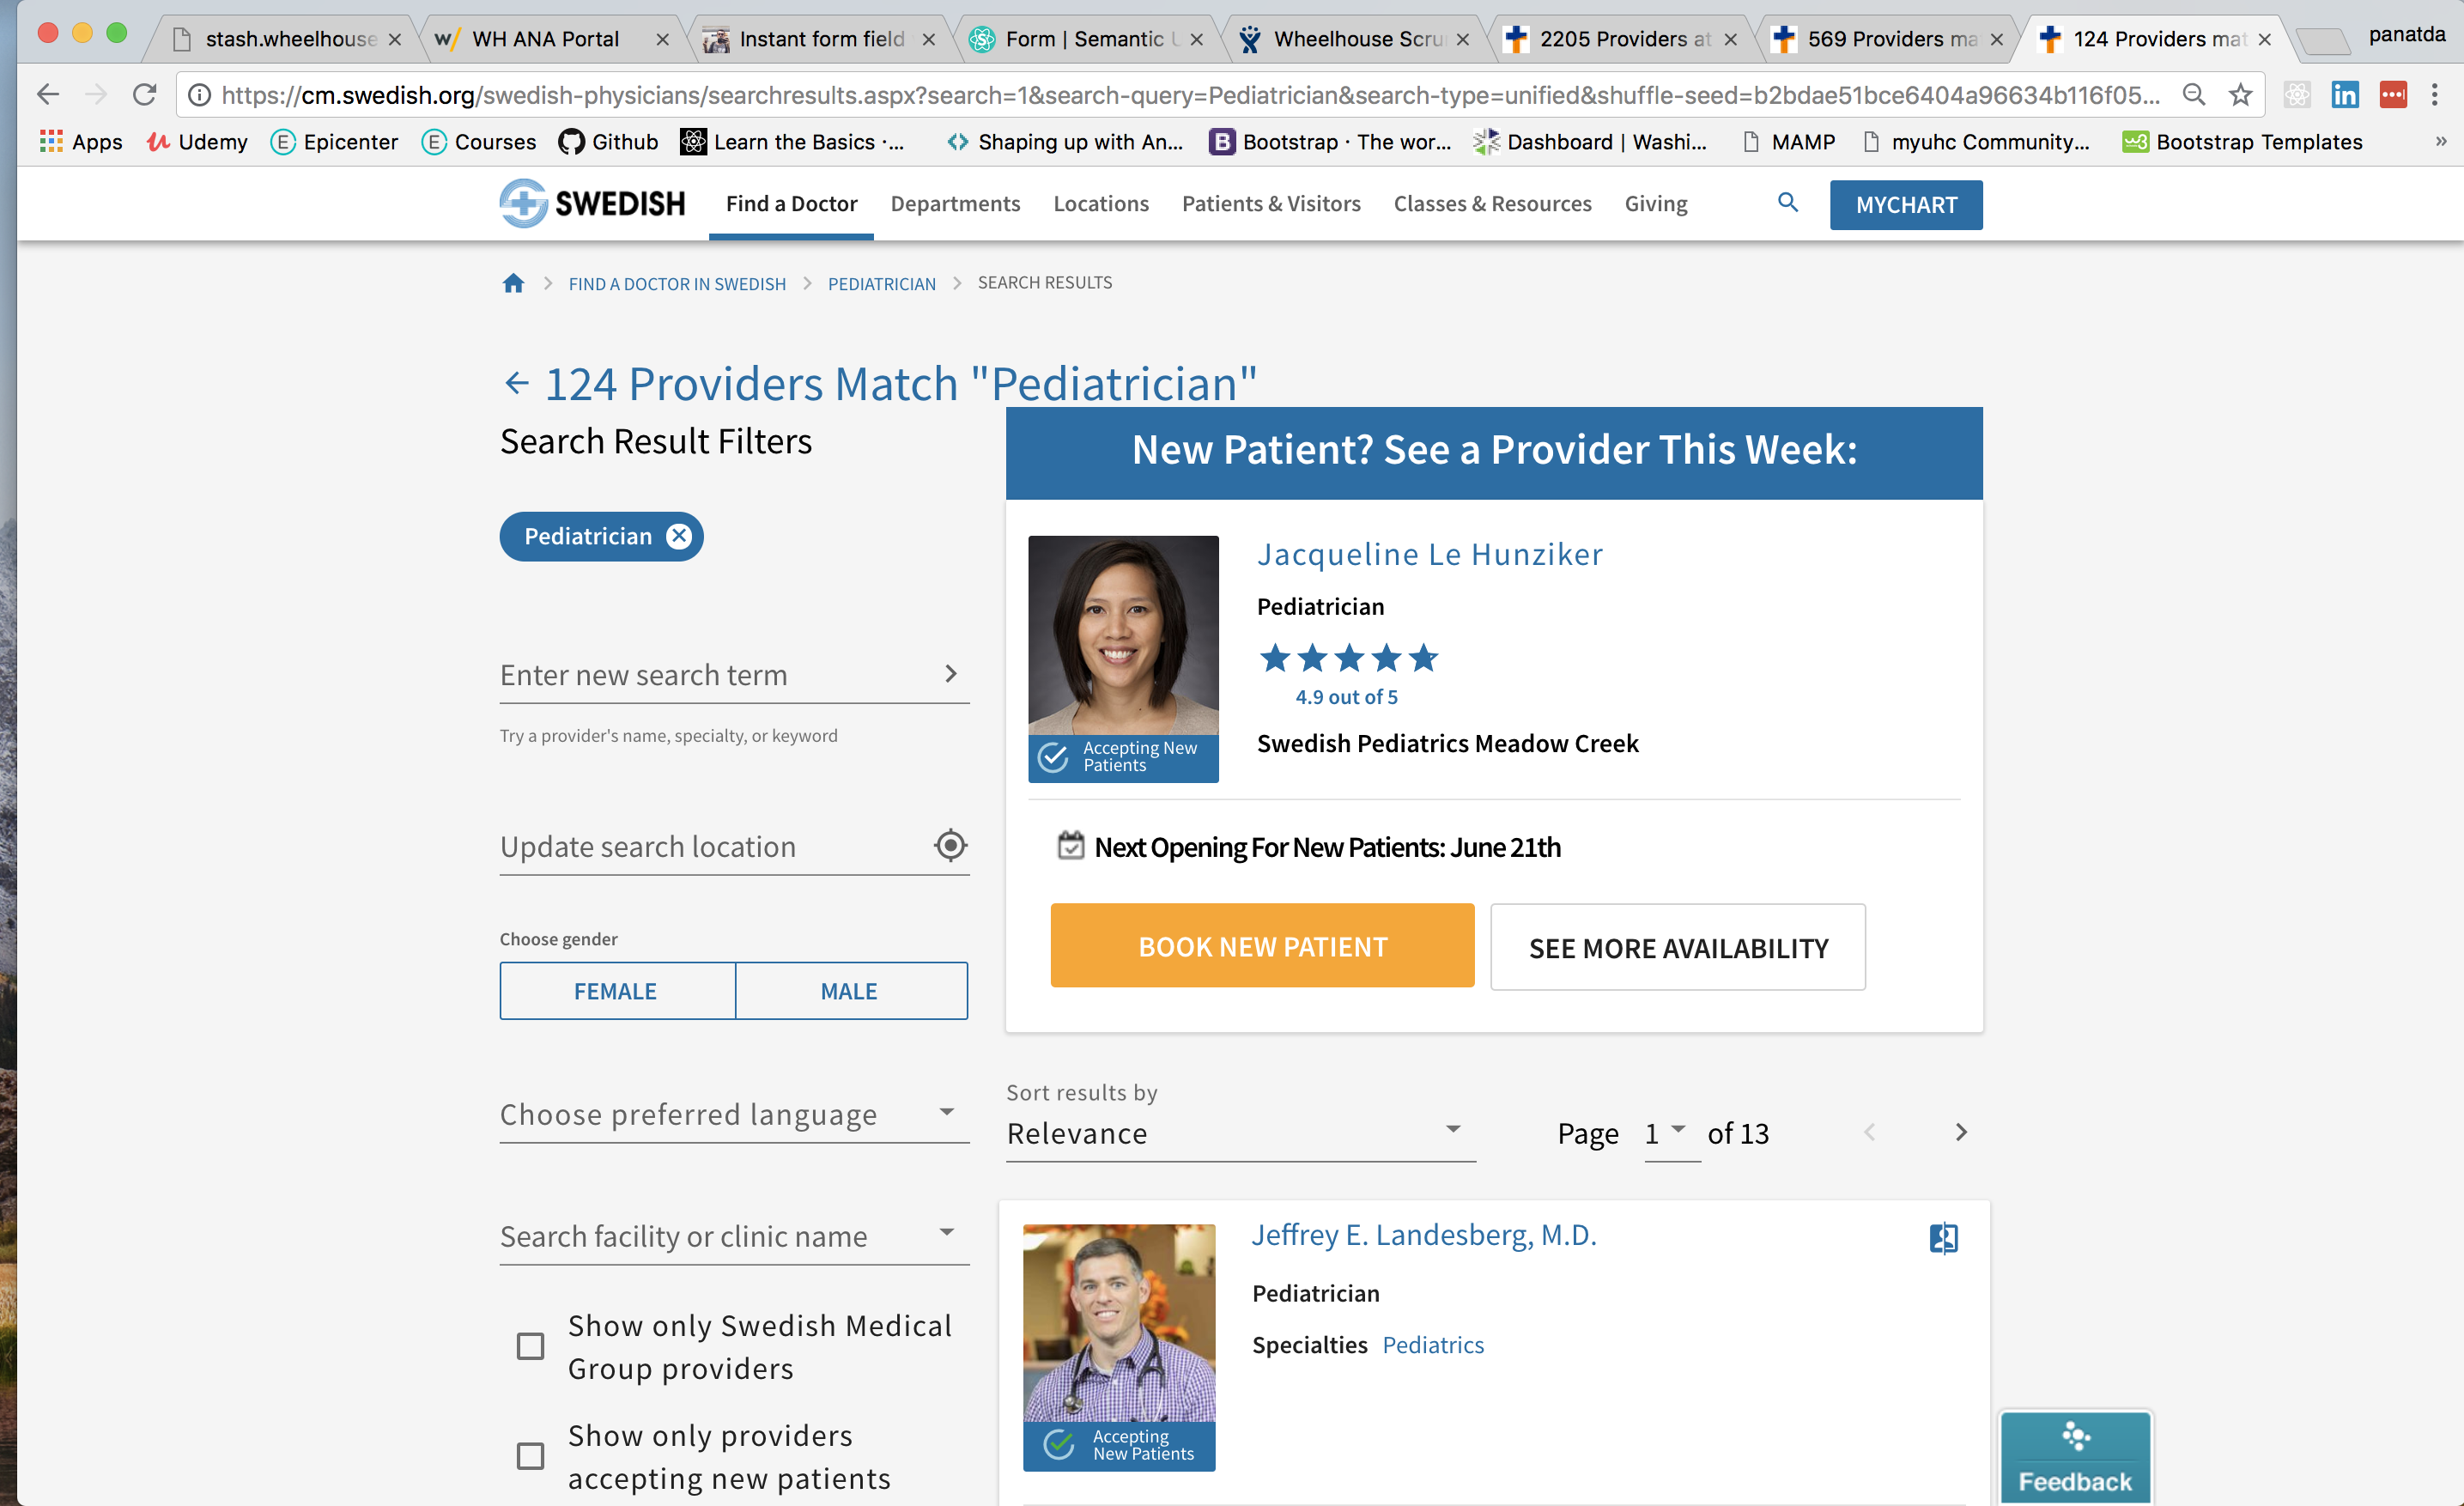 stash.wheelhouse
WH ANA Portal
Instant form field
Form | Semantic U
Wheelhouse Scru
2205 Providers at
569 Providers ma
124 Providers mat
panatda
https://cm.swedish.org/swedish-physicians/searchresults.aspx?search=1&search-query=Pediatrician&search-type=unified&shuffle-seed=b2bdae51bce6404a96634b116f05...
Apps
Udemy
Epicenter
Courses
Github
Learn the Basics ·...
Shaping up with An...
Bootstrap · The wor...
Dashboard | Washi...
MAMP
myuhc Community...
Bootstrap Templates
»
SWEDISH
Find a Doctor
Departments
Locations
Patients & Visitors
Classes & Resources
Giving
MYCHART
FIND A DOCTOR IN SWEDISH
PEDIATRICIAN
SEARCH RESULTS
124 Providers Match "Pediatrician"
Search Result Filters
Pediatrician
Enter new search term
Try a provider's name, specialty, or keyword
Update search location
Choose gender
FEMALE
MALE
Choose preferred language
Search facility or clinic name
Show only Swedish Medical
Group providers
Show only providers
accepting new patients
New Patient? See a Provider This Week:
Jacqueline Le Hunziker
Pediatrician
4.9 out of 5
Swedish Pediatrics Meadow Creek
Accepting New
Patients
Next Opening For New Patients: June 21th
BOOK NEW PATIENT
SEE MORE AVAILABILITY
Sort results by
Relevance
Page 1 of 13
Jeffrey E. Landesberg, M.D.
Pediatrician
Specialties Pediatrics
Accepting
New Patients
Feedback